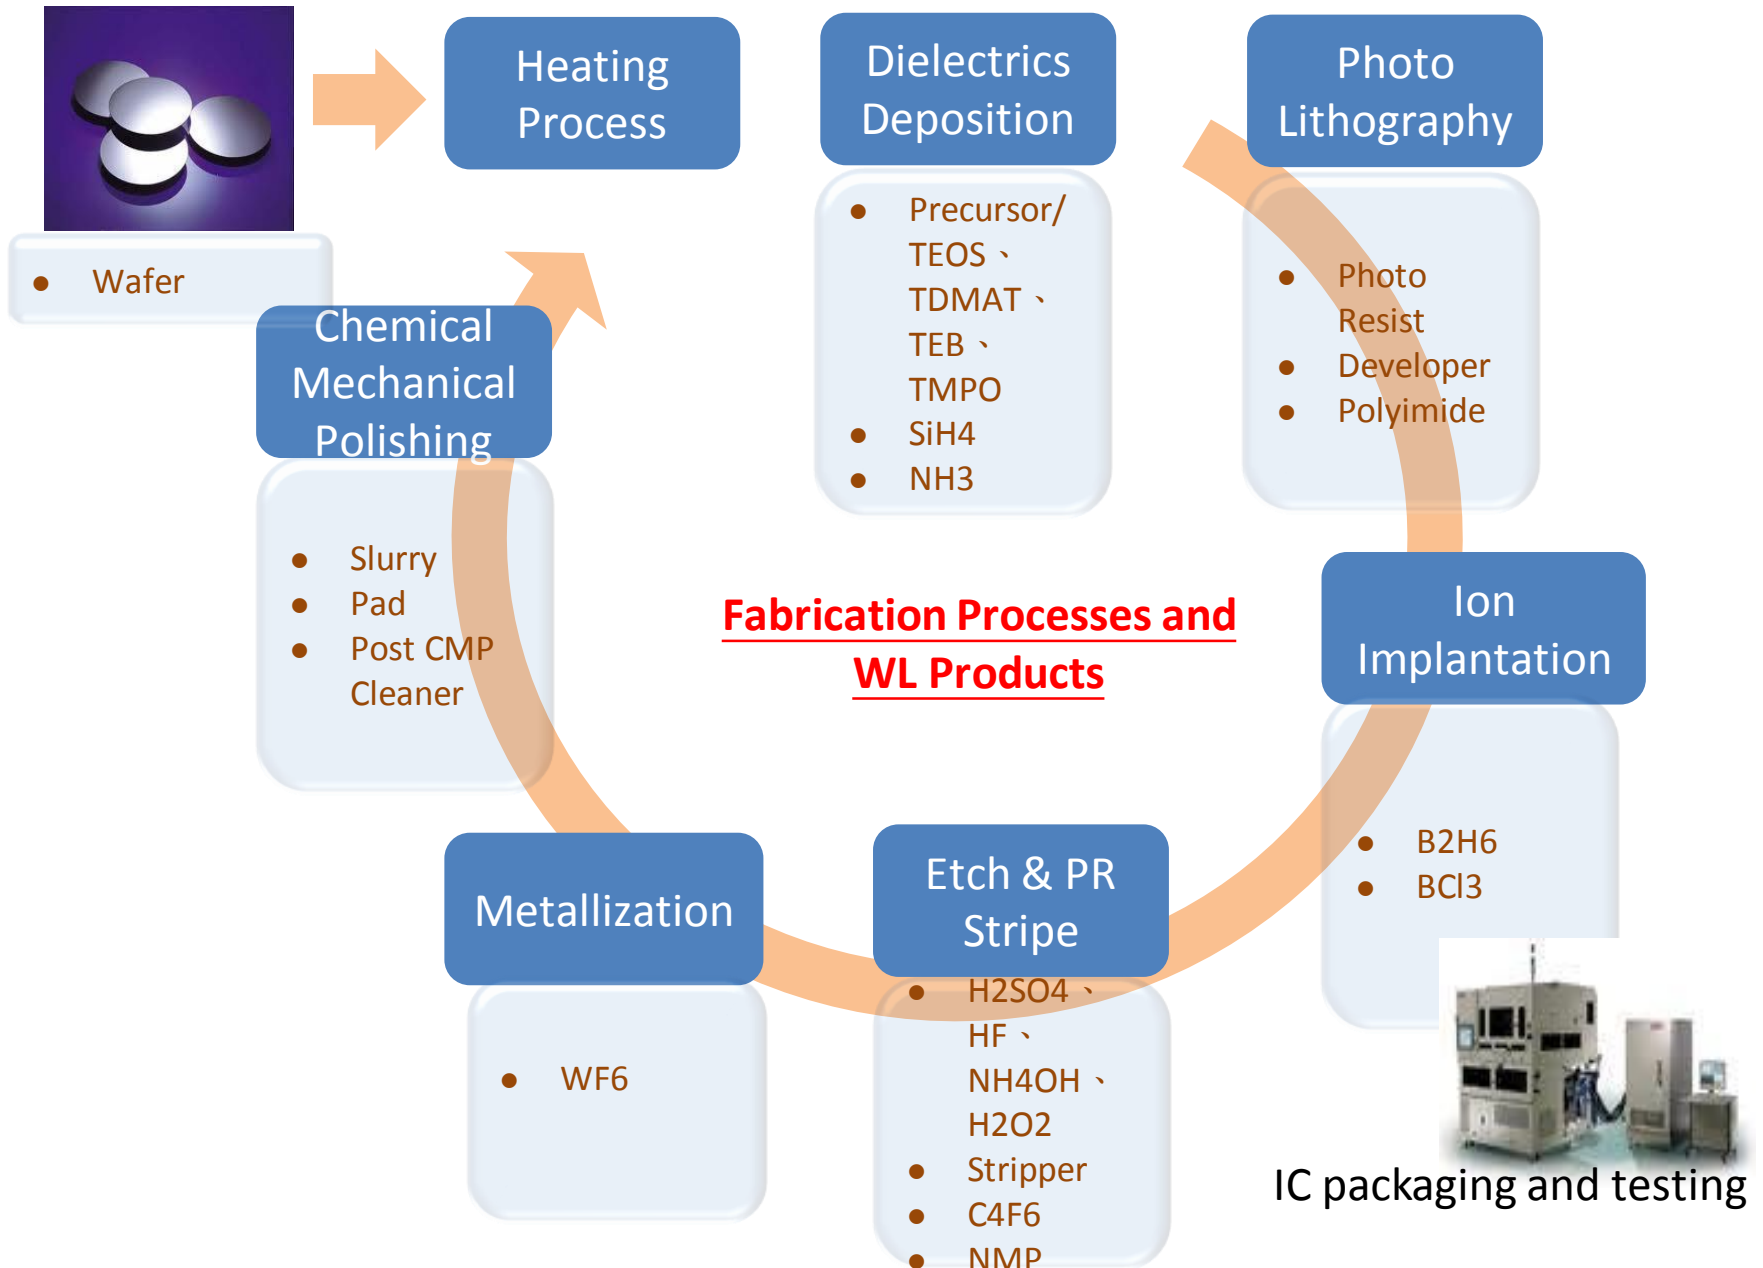 Heating
Process
Dielectrics
Deposition
Photo
Lithography
● Wafer
● Precursor/
TEOS、
TDMAT、
TEB、
TMPO
● SiH4
● NH3
● Photo
Resist
● Developer
● Polyimide
Chemical
Mechanical
Polishing
● Slurry
● Pad
● Post CMP
Cleaner
Fabrication Processes and
WL Products
Ion
Implantation
● B2H6
● BCl3
Metallization
● WF6
Etch & PR
Stripe
● H2SO4、
HF、
NH4OH、
H2O2
● Stripper
● C4F6
● NMP
IC packaging and testing